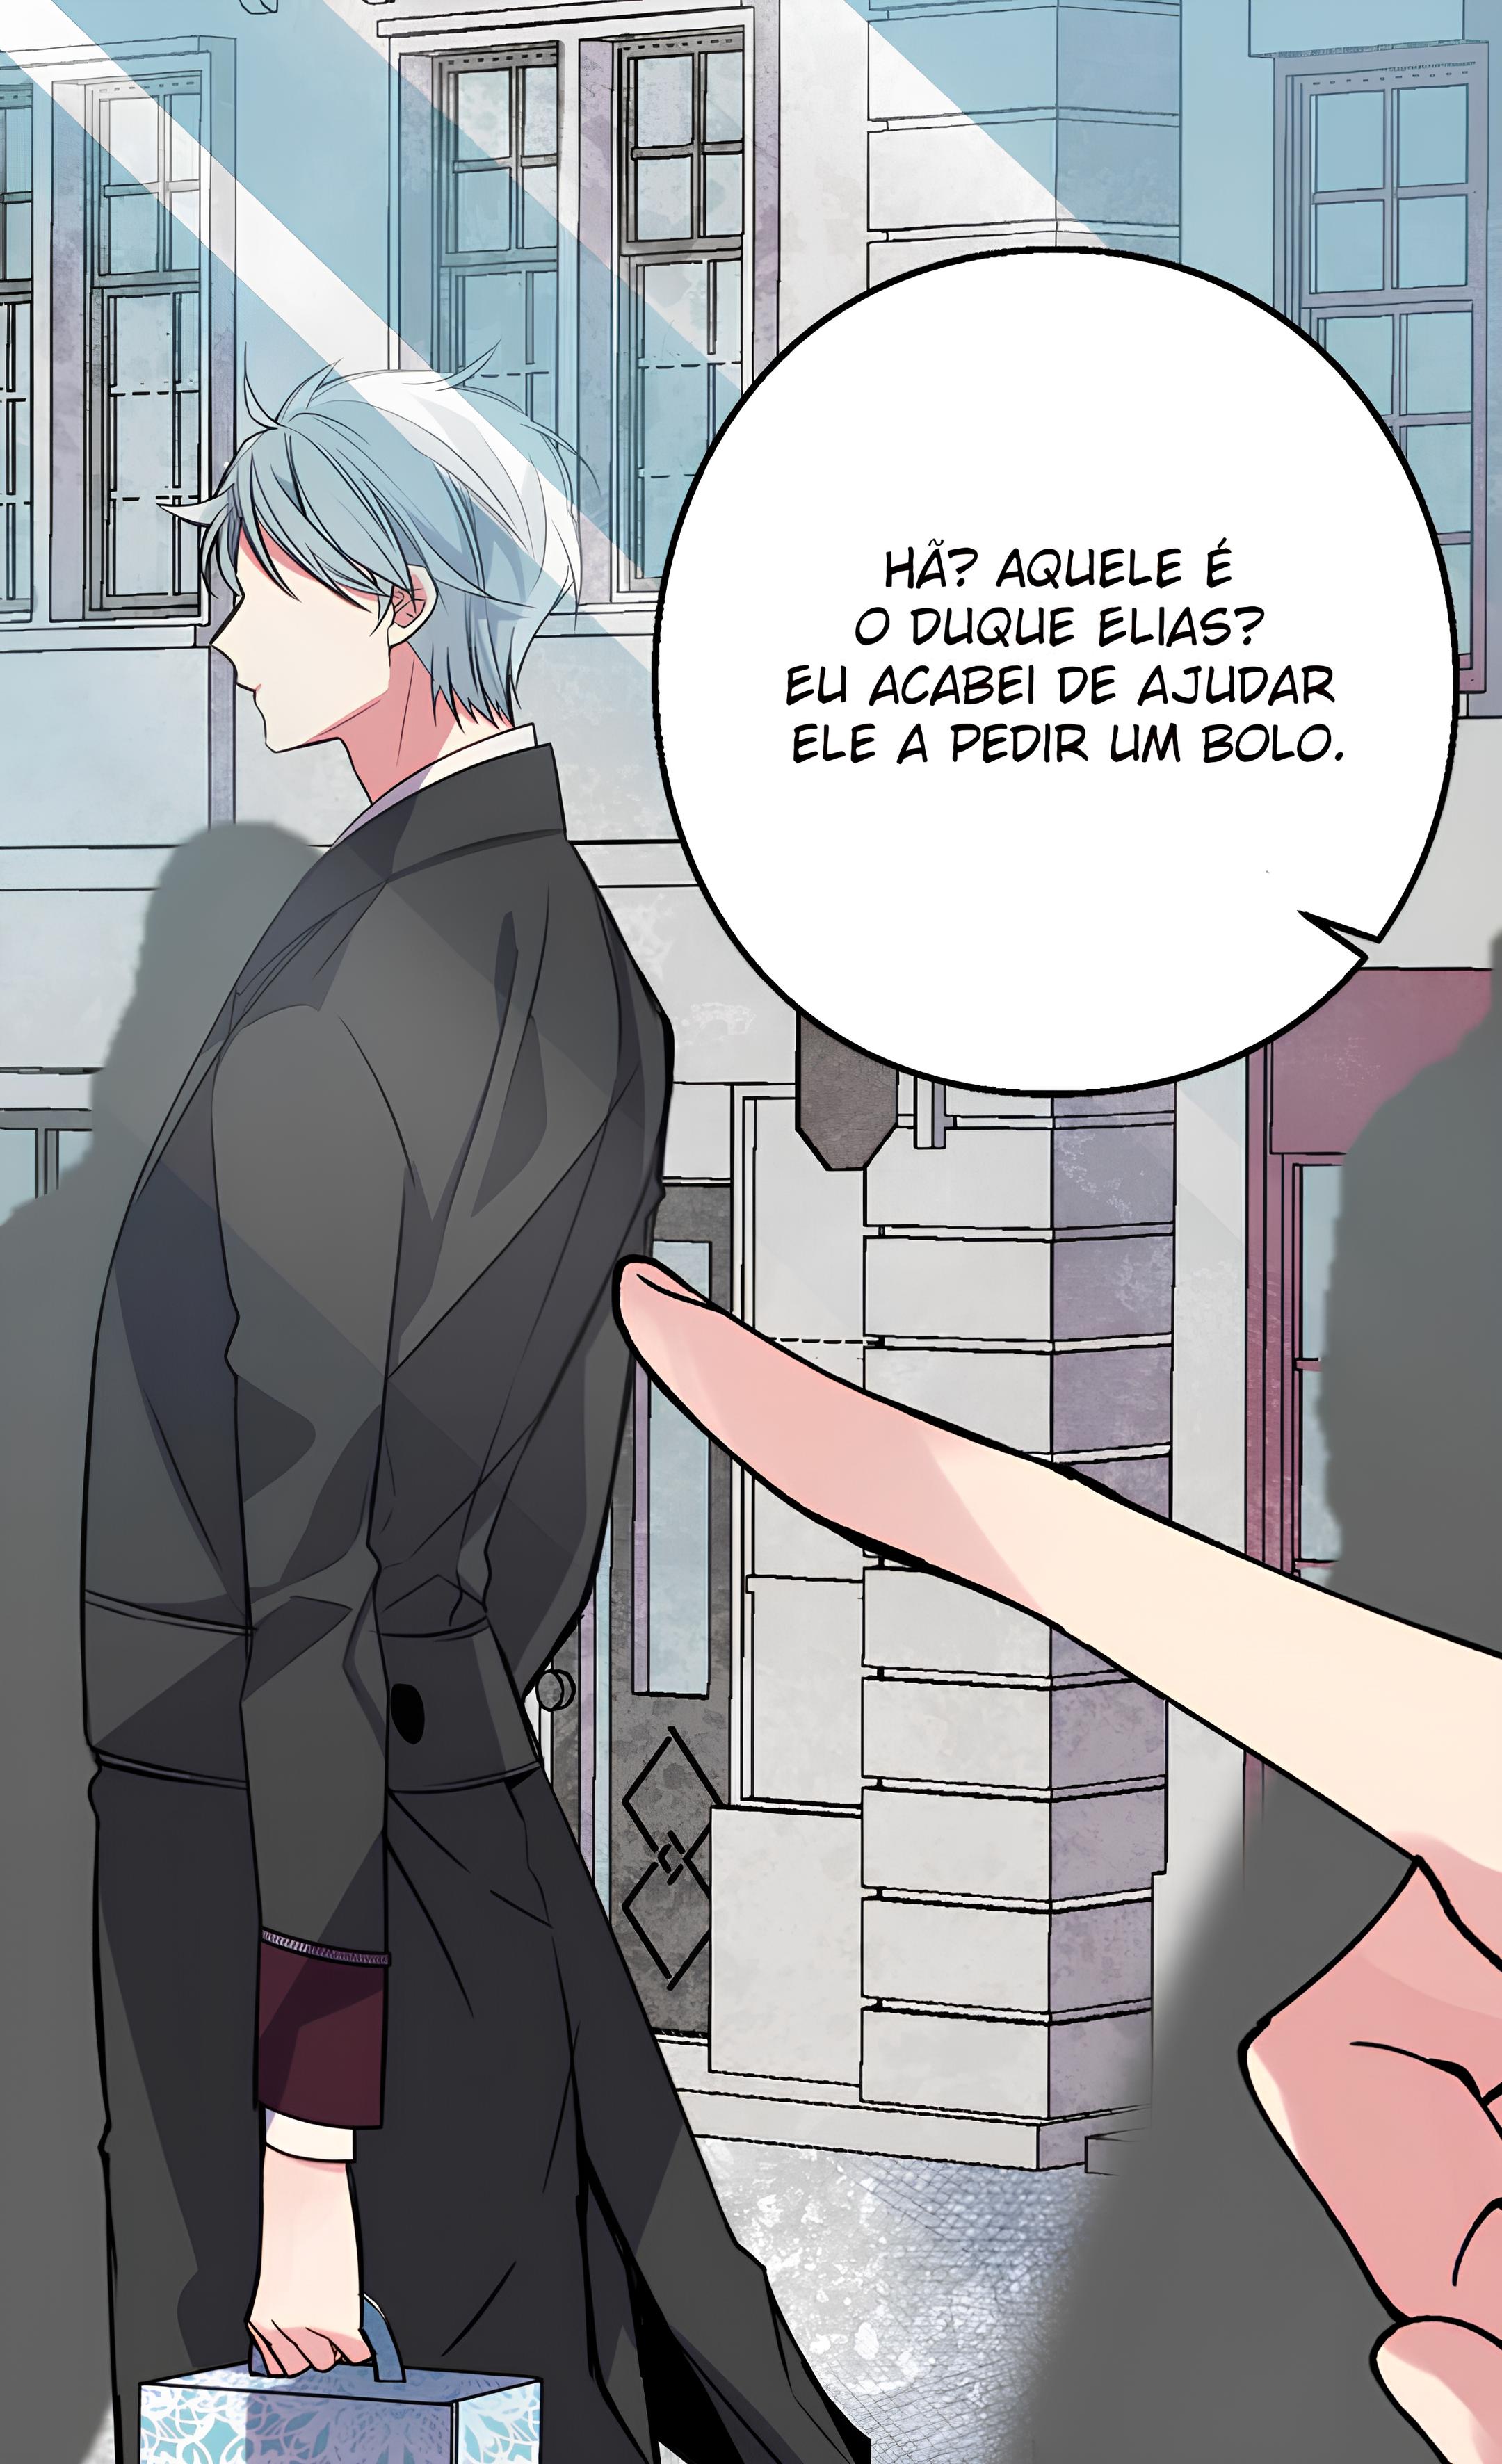 HÃ? AQUELE É
O DUQUE ELIAS?
EU ACABEI DE AJUDAR
ELE A PEDIR UM BOLO.